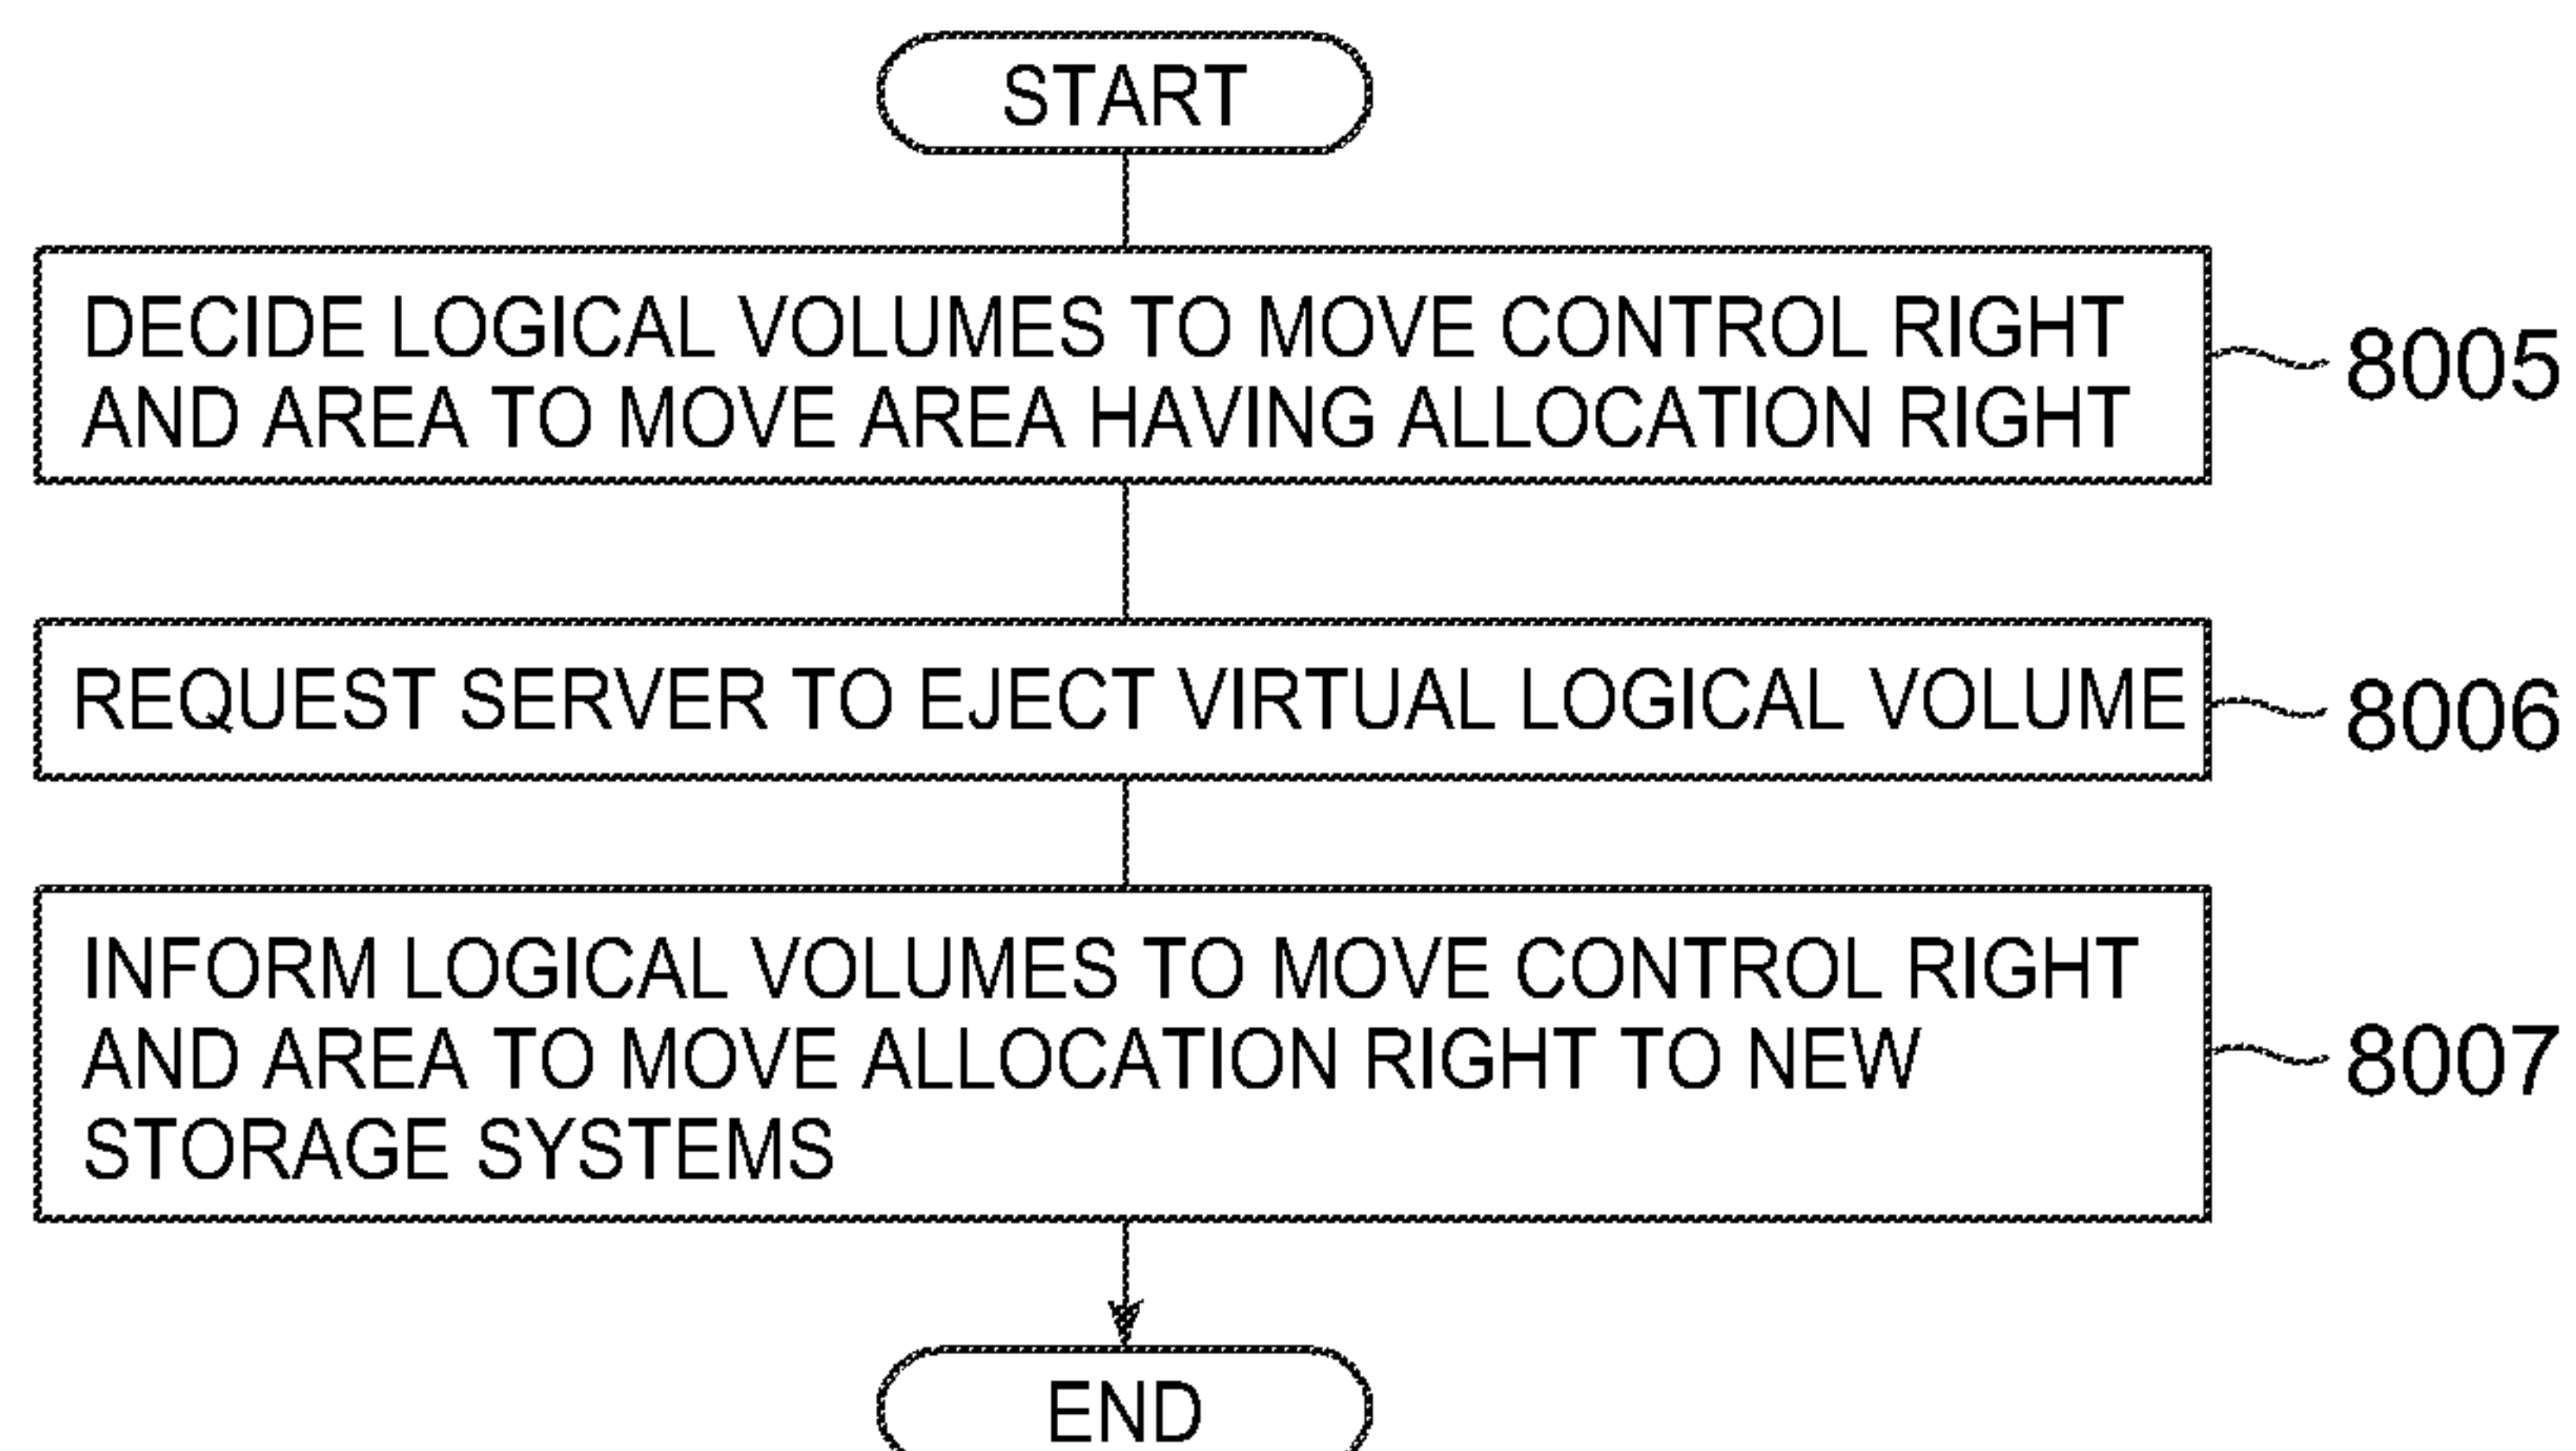 START
DECIDE LOGICAL VOLUMES TO MOVE CONTROL RIGHT
AND AREA TO MOVE AREA HAVING ALLOCATION RIGHT
8005
REQUEST SERVER TO EJECT VIRTUAL LOGICAL VOLUME
8006
INFORM LOGICAL VOLUMES TO MOVE CONTROL RIGHT
AND AREA TO MOVE ALLOCATION RIGHT TO NEW
STORAGE SYSTEMS
8007
END